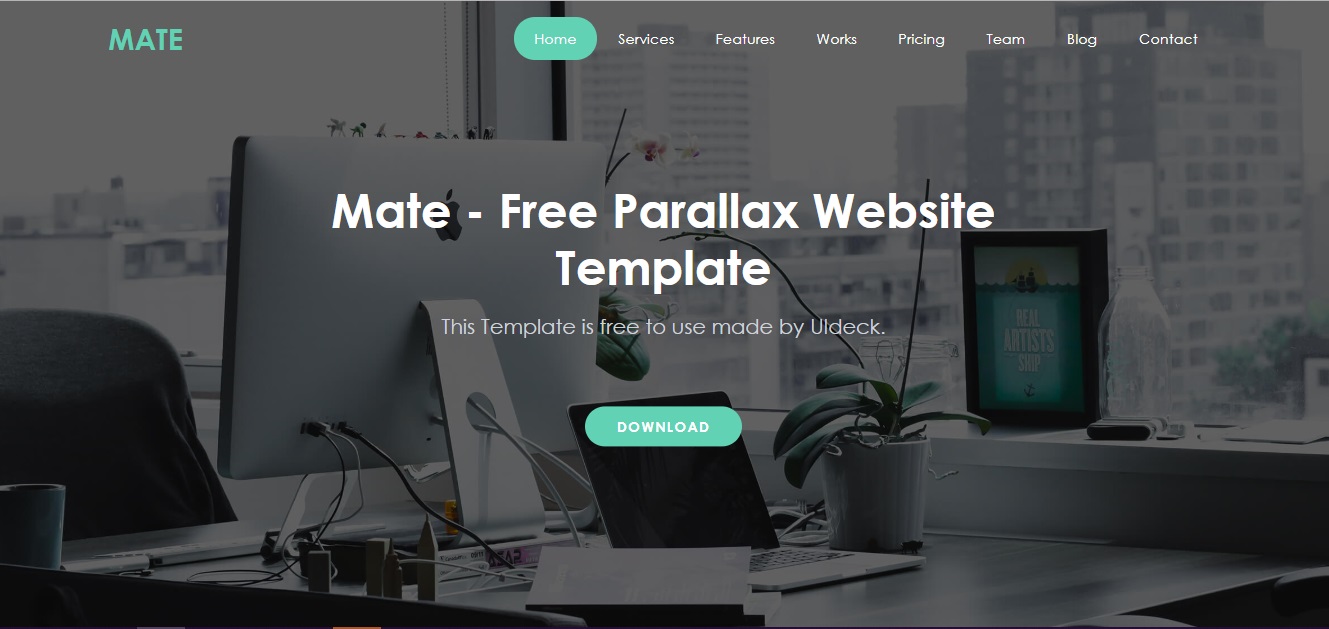 MATE
Home Services Features Works Pricing Team Blog Contact
Mate - Free Parallax Website
Template
This Template is free to use made by Uldeck.
REAL
ARTISTS
SHIP
DOWNLOAD